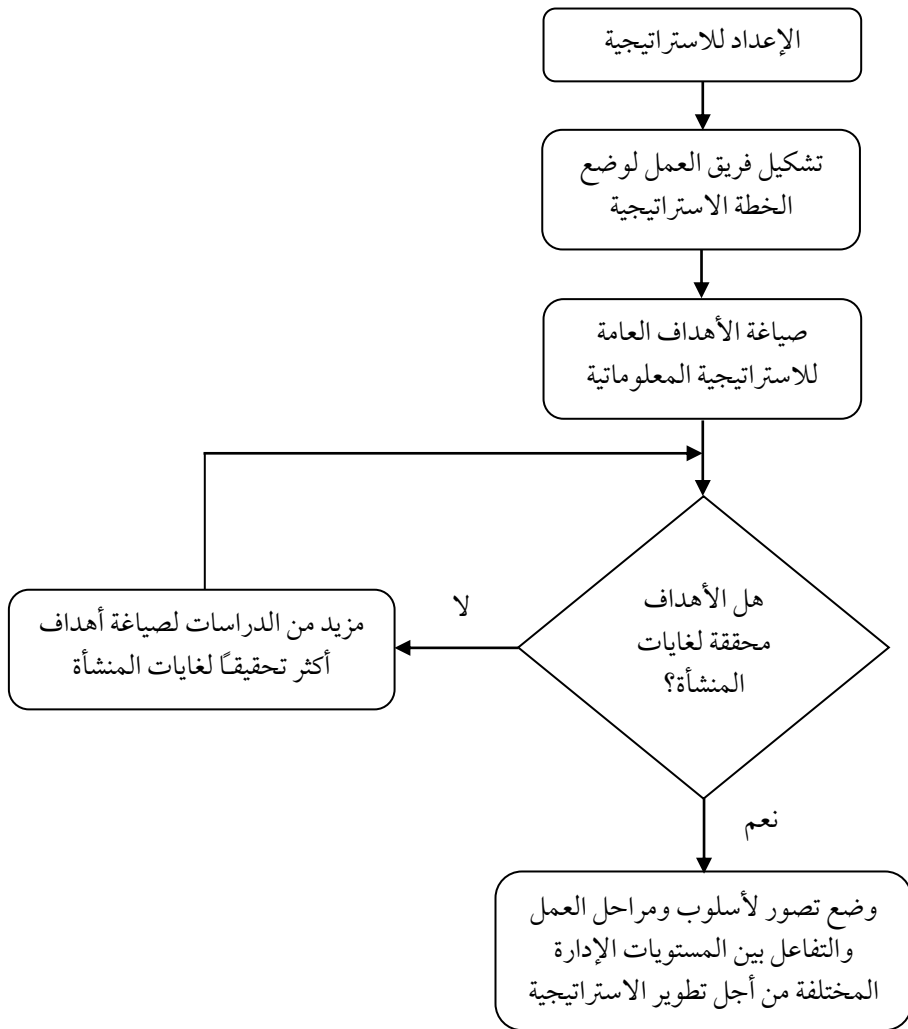 الإعداد للاستراتيجية
تشكيل فريق العمل لوضع
الخطة الاستراتيجية
صياغة الأهداف العامة
للاستراتيجية المعلوماتية
هل الأهداف
محققة لغايات
المنشأة؟
لا
مزيد من الدراسات لصياغة أهداف
أكثر تحقيقًا لغايات المنشأة
نعم
وضع تصور لأسلوب ومراحل العمل
والتفاعل بين المستويات الإدارة
المختلفة من أجل تطوير الاستراتيجية